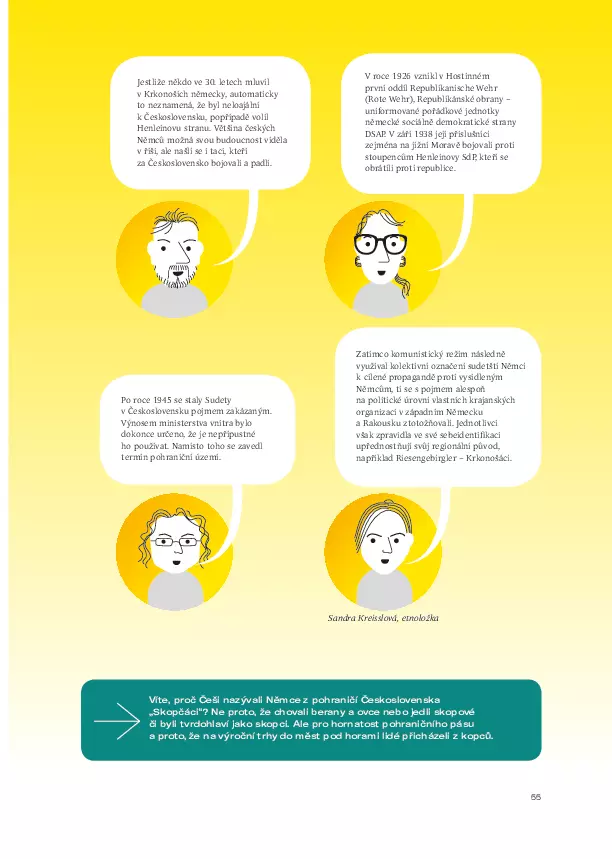 Jestliže někdo ve 30. letech mluvil
v Krkonoších německy, automaticky
to neznamená, že byl neloajální
k Československu, popřípadě volil
Henleinovu stranu. Většina českých
Němců možná svou budoucnost viděla
v říši, ale našli se i tací, kteří
za Československo bojovali a padli.
V roce 1926 vznikl v Hostinném
první oddíl Republikanische Wehr
(Rote Wehr), Republikánské obrany –
uniformované pořádkové jednotky
německé sociálně demokratické strany
DSAP. V září 1938 její příslušníci
zejména na jižní Moravě bojovali proti
stoupencům Henleinovy SdP, kteří se
obrátili proti republice.
Po roce 1945 se staly Sudety
v Československu pojmem zakázaným.
Výnosem ministerstva vnitra bylo
dokonce určeno, že je nepřípustné
ho používat. Namísto toho se zavedl
termín pohraniční území.
Zatímco komunistický režim následně
využíval kolektivní označení sudetští Němci
k cílené propagandě proti vysídleným
Němcům, ti se s pojmem alespoň
na politické úrovni vlastních krajanských
organizací v západním Německu
a Rakousku ztotožňovali. Jednotlivci
však zpravidla ve své sebeidentifikaci
upřednostňují svůj regionální původ,
například Riesengebirgler – Krkonošáci.
Sandra Kreisslová, etnoložka
Víte, proč Češi nazývali Němce z pohraničí Československa
„Skopčáci“? Ne proto, že chovali berany a ovce nebo jedli skopové
či byli tvrdohlaví jako skopci. Ale pro hornatost pohraničního pásu
a proto, že na výroční trhy do měst pod horami lidé přicházeli z kopců.
55